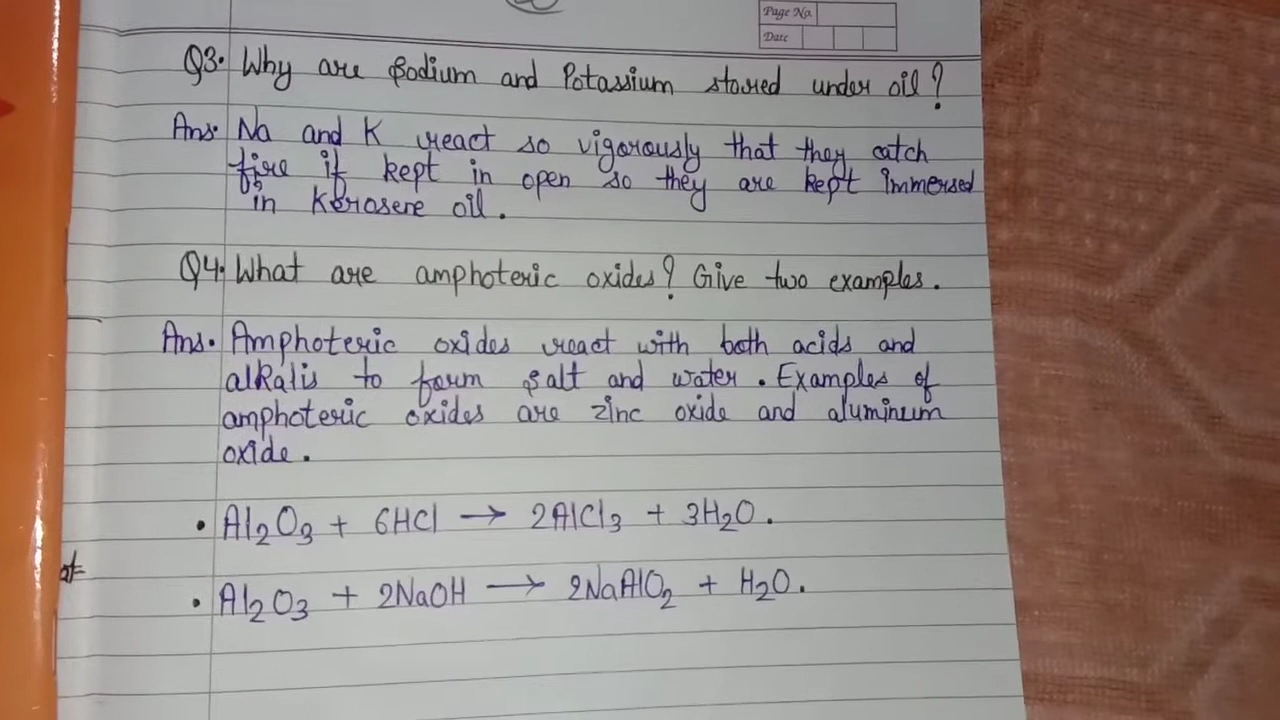 Page No.
Date
Q3. Why are Sodium and Potassium stored under oil?
Ans. Na and K react so vigorously that they catch
fire if kept in open so they are kept immersed
in Kerosene oil.
Q4. What are amphoteric oxides? Give two examples.
Ans. Amphoteric oxides react with both acids and
alkalis to form salt and water. Examples of
amphoteric oxides are zinc oxide and aluminum
oxide.
• Al₂O₃ + 6HCl → 2AlCl₃ + 3H₂O.
• Al₂O₃ + 2NaOH → 2NaAlO₂ + H₂O.